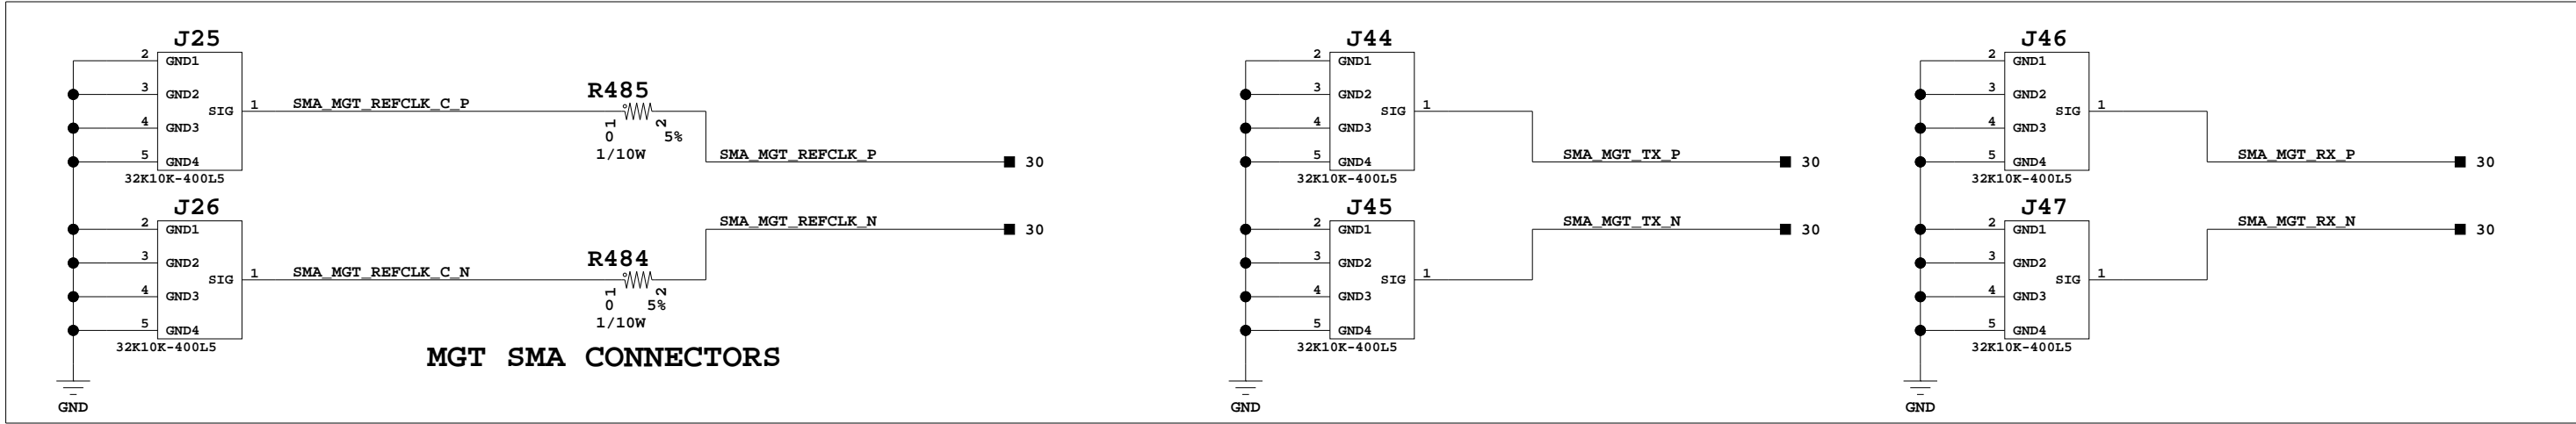 J25
2 GND1
3 GND2
SIG 1 SMA_MGT_REFCLK_C_P
4 GND3
5 GND4
32K10K-400L5
R485
1 2
0 5%
1/10W
SMA_MGT_REFCLK_P 30
J26
2 GND1
3 GND2
SIG 1 SMA_MGT_REFCLK_C_N
4 GND3
5 GND4
32K10K-400L5
SMA_MGT_REFCLK_N 30
R484
1 2
0 5%
1/10W
MGT SMA CONNECTORS
GND
J44
2 GND1
3 GND2
SIG 1
4 GND3
5 GND4
32K10K-400L5
SMA_MGT_TX_P 30
J45
2 GND1
3 GND2
SIG 1
4 GND3
5 GND4
32K10K-400L5
SMA_MGT_TX_N 30
GND
J46
2 GND1
3 GND2
SIG 1
4 GND3
5 GND4
32K10K-400L5
SMA_MGT_RX_P 30
J47
2 GND1
3 GND2
SIG 1
4 GND3
5 GND4
32K10K-400L5
SMA_MGT_RX_N 30
GND